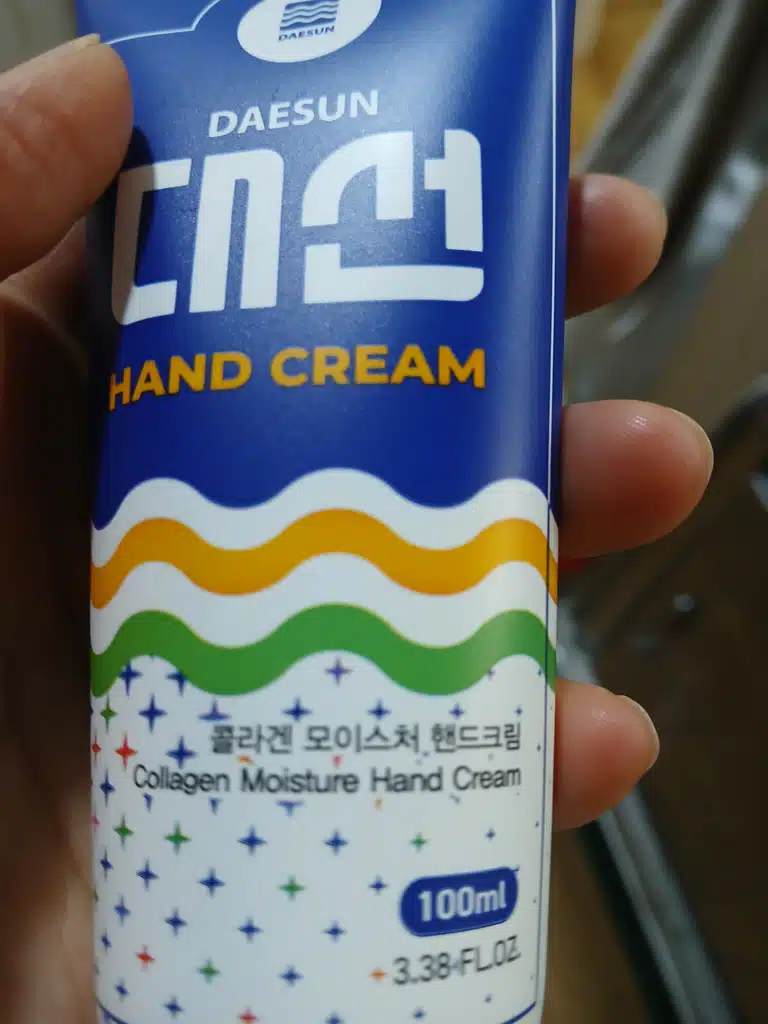 DAESUN
DAESUN
대선
HAND CREAM
콜라겐 모이스처 핸드크림
Collagen Moisture Hand Cream
100ml
3.38 FL.OZ.